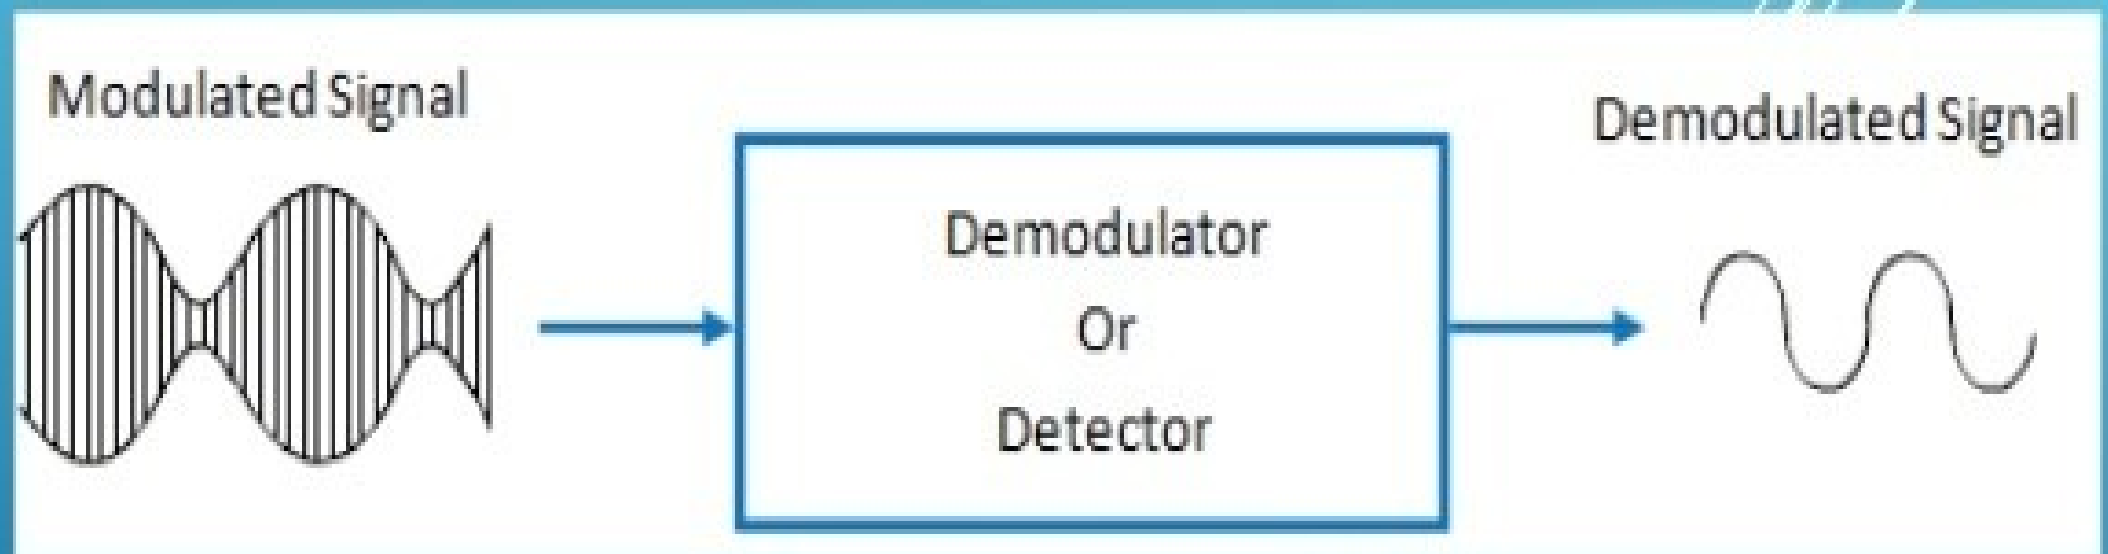 Modulated Signal
Demodulator
Or
Detector
Demodulated Signal